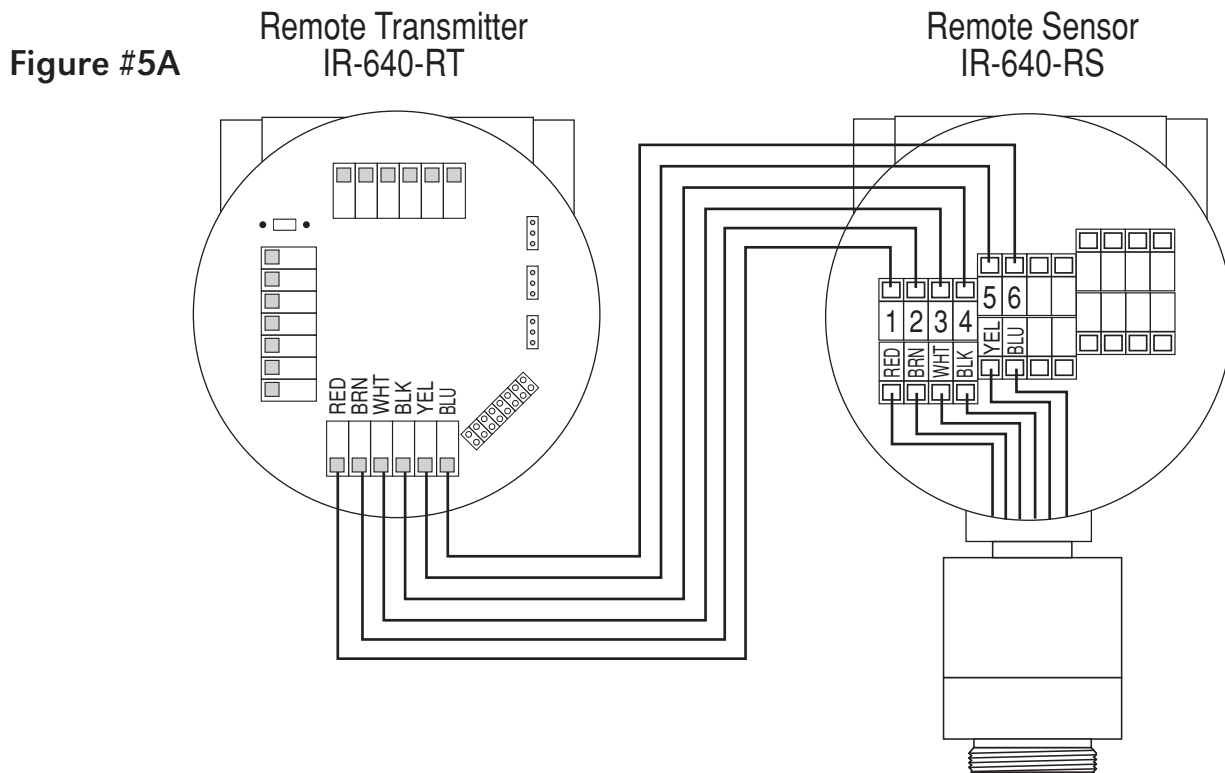 Figure #5A
Remote Transmitter
IR-640-RT
Remote Sensor
IR-640-RS
RED
BRN
WHT
BLK
YEL
BLU
1
2
3
4
5
6
RED
BRN
WHT
BLK
YEL
BLU